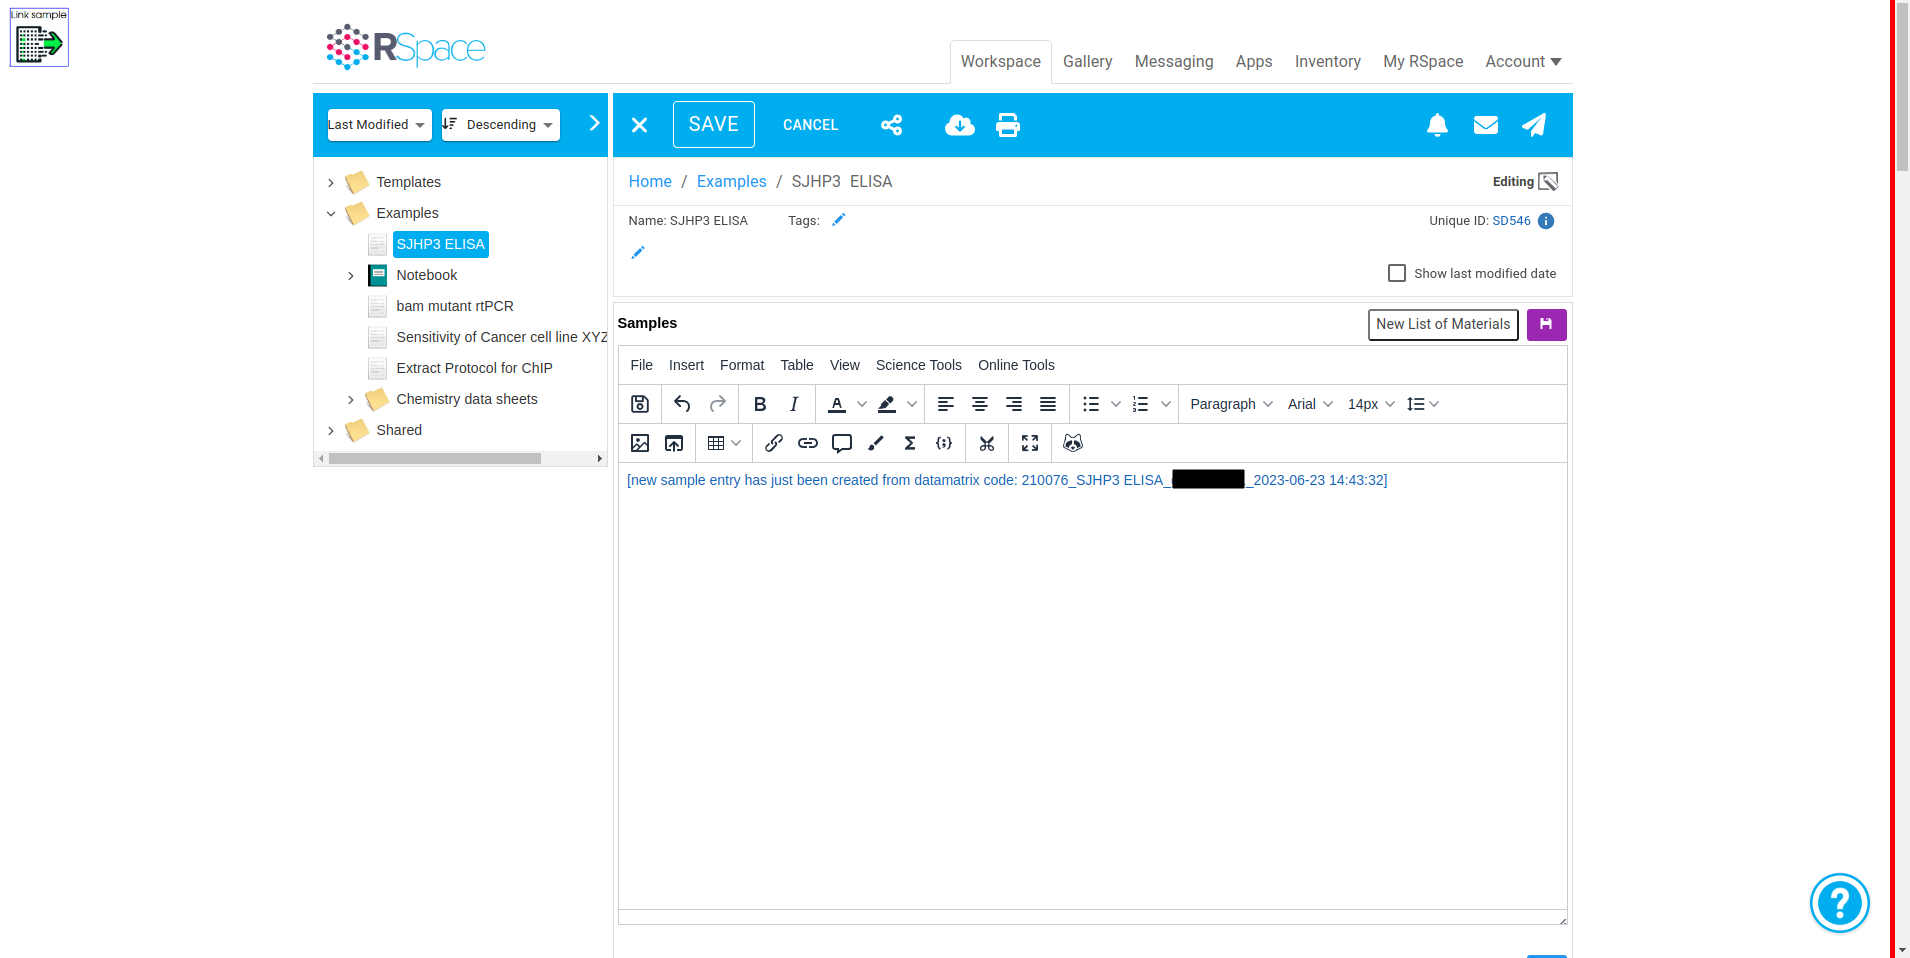 Link sample
RSpace
Workspace Gallery Messaging Apps Inventory My RSpace Account
Last Modified Descending
SAVE CANCEL
Templates
Examples
SJHP3 ELISA
Notebook
bam mutant rtPCR
Sensitivity of Cancer cell line XYZ
Extract Protocol for ChIP
Chemistry data sheets
Shared
Home / Examples / SJHP3 ELISA
Editing
Name: SJHP3 ELISA Tags:
Unique ID: SD546
Show last modified date
Samples
New List of Materials
File Insert Format Table View Science Tools Online Tools
Paragraph Arial 14px
[new sample entry has just been created from datamatrix code: 210076_SJHP3 ELISA_ _2023-06-23 14:43:32]